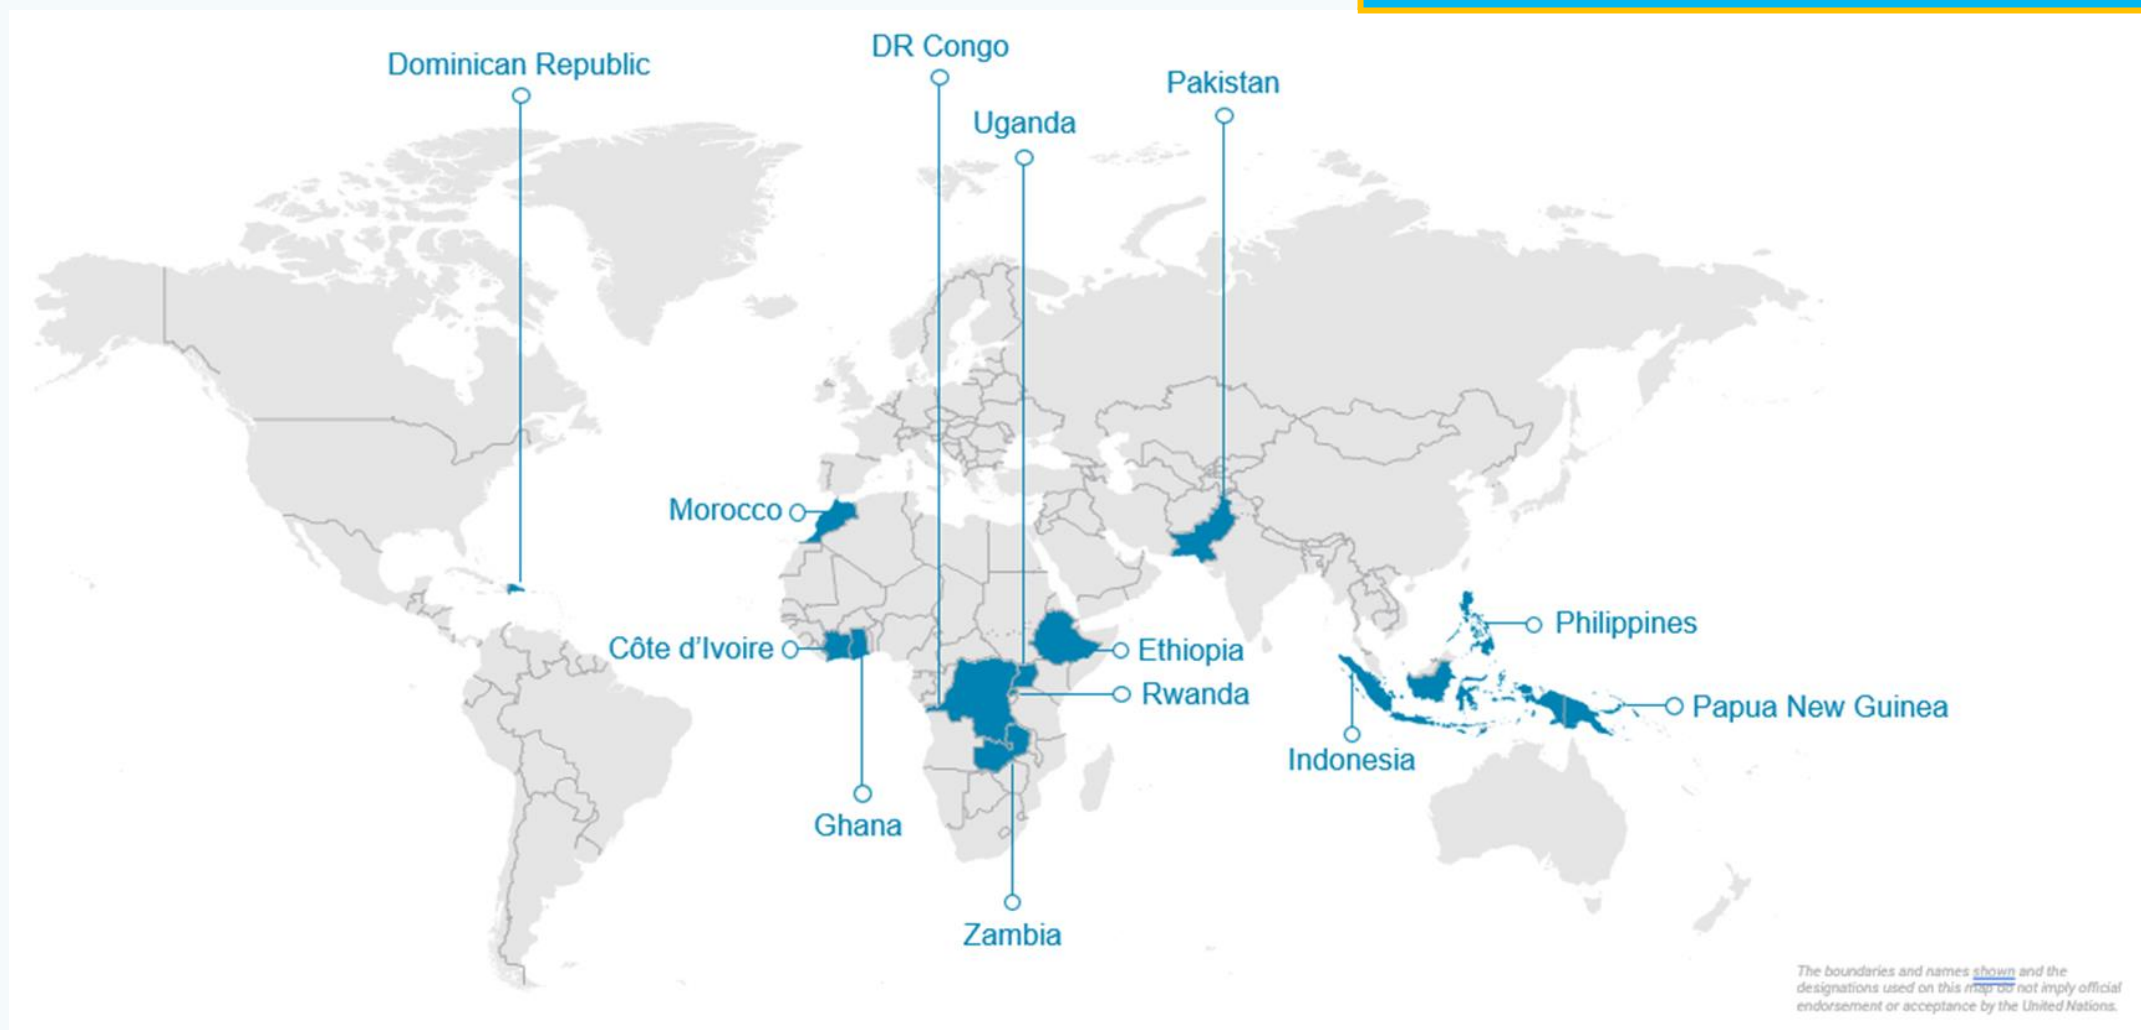 DR Congo
Dominican Republic
Pakistan
Uganda
Morocco
Philippines
Côte d’Ivoire
Ethiopia
Rwanda
Papua New Guinea
Indonesia
Ghana
Zambia
The boundaries and names shown and the
designations used on this map do not imply official
endorsement or acceptance by the United Nations.